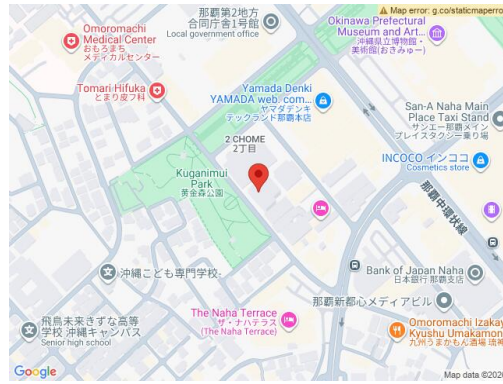 Map error: g.co/staticmaperro
那覇第2地方
合同庁舎1号館
Local government office
Okinawa Prefectural
Museum and Art...
沖縄県立博物館・
美術館(おきみゅー)
Omoromachi
Medical Center
おもろまち
メディカルセンター
Tomari Hifuka
とまり皮フ科
Yamada Denki
YAMADA web. com...
ヤマダデンキ
テックランド那覇本店
San-A Naha Main
Place Taxi Stand
サンエー那覇メイン
プレイスタクシー乗り場
2 CHOME
2丁目
INCOCO インココ
Cosmetics store
Kuganimui
Park
黄金森公園
那覇中環状線
沖縄こども専門学校
Bank of Japan Naha
日本銀行 那覇支店
那覇新都心メディアビル
The Naha Terrace
ザ・ナハテラス
(The Naha Terrace)
飛鳥未来きずな高等
学校 沖縄キャンパス
Senior high school
Omoromachi Izakay
Kyushu Umakamon
九州うまかもん酒場 琉神
Google
Map data ©202